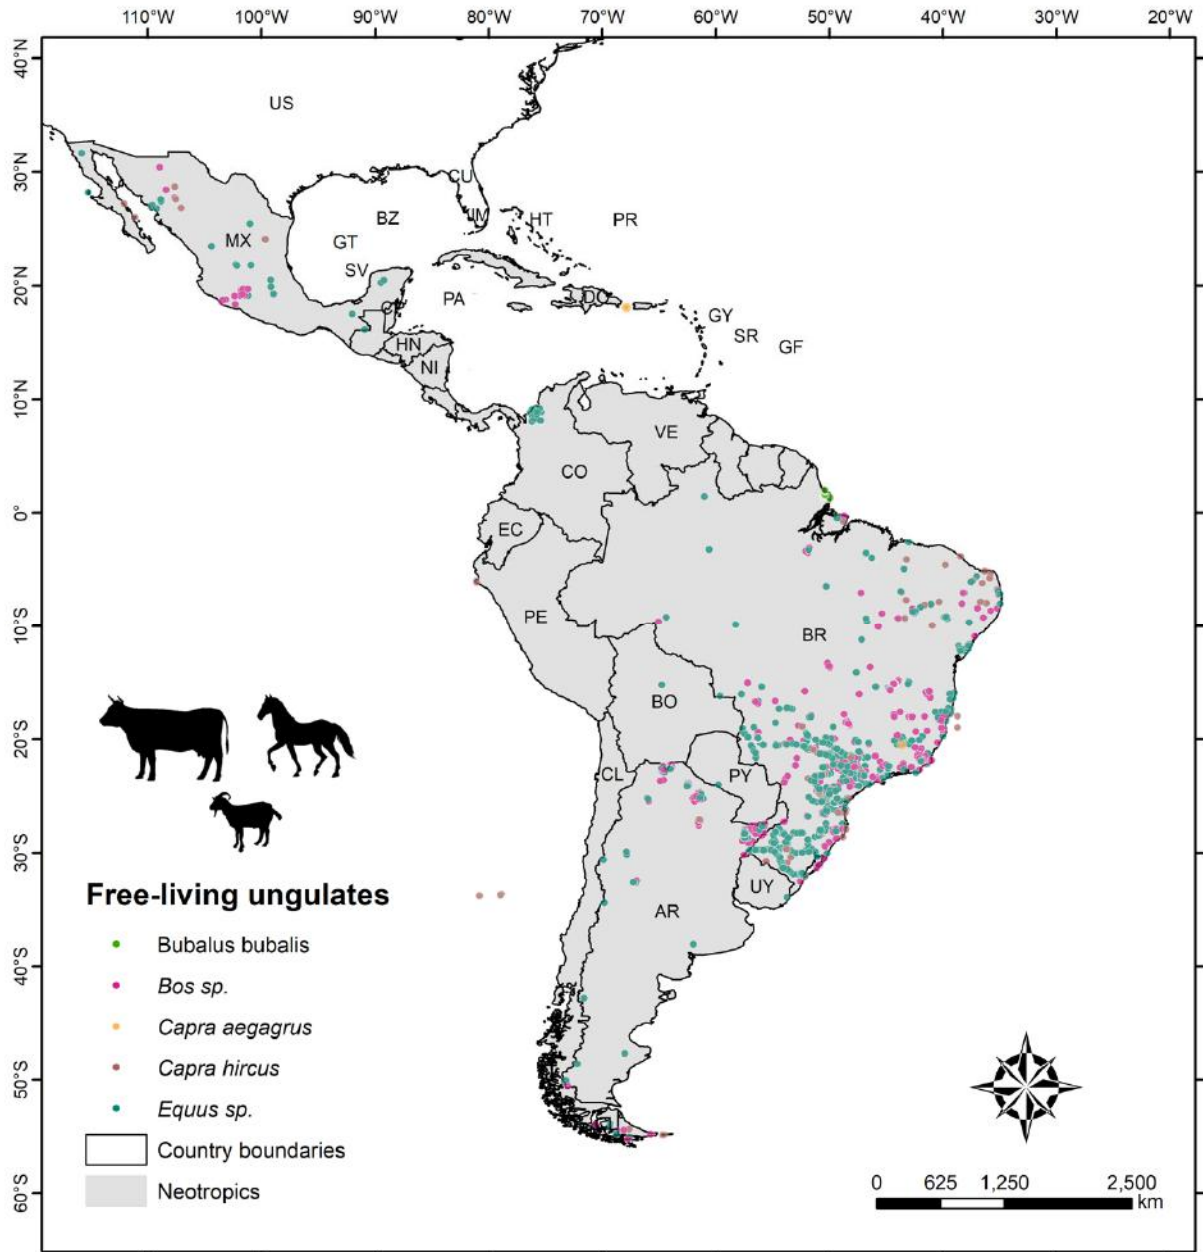 110°W 100°W 90°W 80°W 70°W 60°W 50°W 40°W 30°W 20°W
40°N
30°N
20°N
10°N
0°
10°S
20°S
30°S
40°S
50°S
60°S
US
CU
BZ
HT
PR
MX
GT
SV
PA
DO
GY
SR
GF
HN
NI
VE
CO
EC
PE
BR
BO
CL
PY
UY
AR
Free-living ungulates
Bubalus bubalis
Bos sp.
Capra aegagrus
Capra hircus
Equus sp.
Country boundaries
Neotropics
0 625 1,250 2,500
km